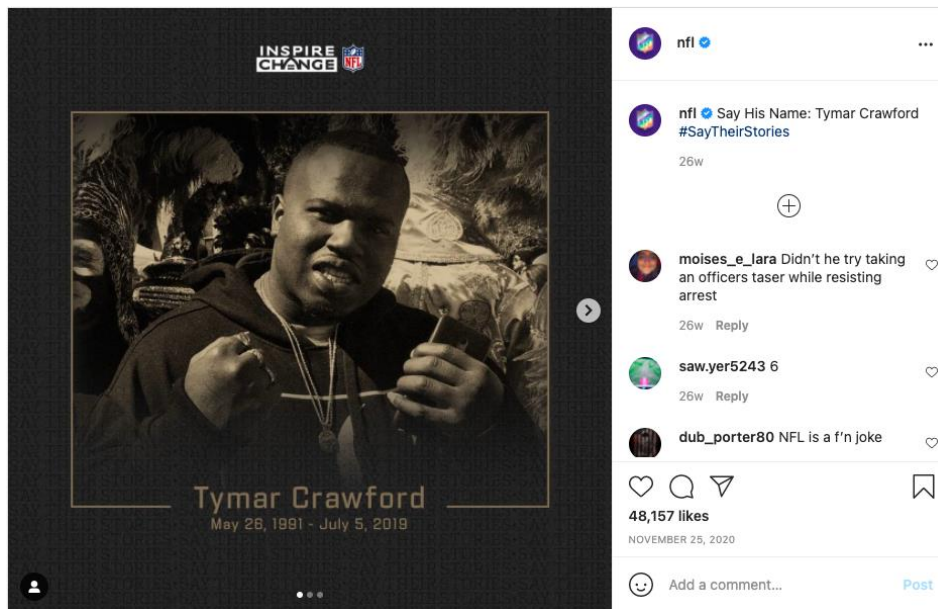 INSPIRE
CHANGE
NFL
Tymar Crawford
May 28, 1991 - July 5, 2019
nfl
nfl Say His Name: Tymar Crawford
#SayTheirStories
26w
moises_e_lara Didn't he try taking
an officers taser while resisting
arrest
26w Reply
saw.yer5243 6
26w Reply
dub_porter80 NFL is a f'n joke
48,157 likes
NOVEMBER 25, 2020
Add a comment...
Post